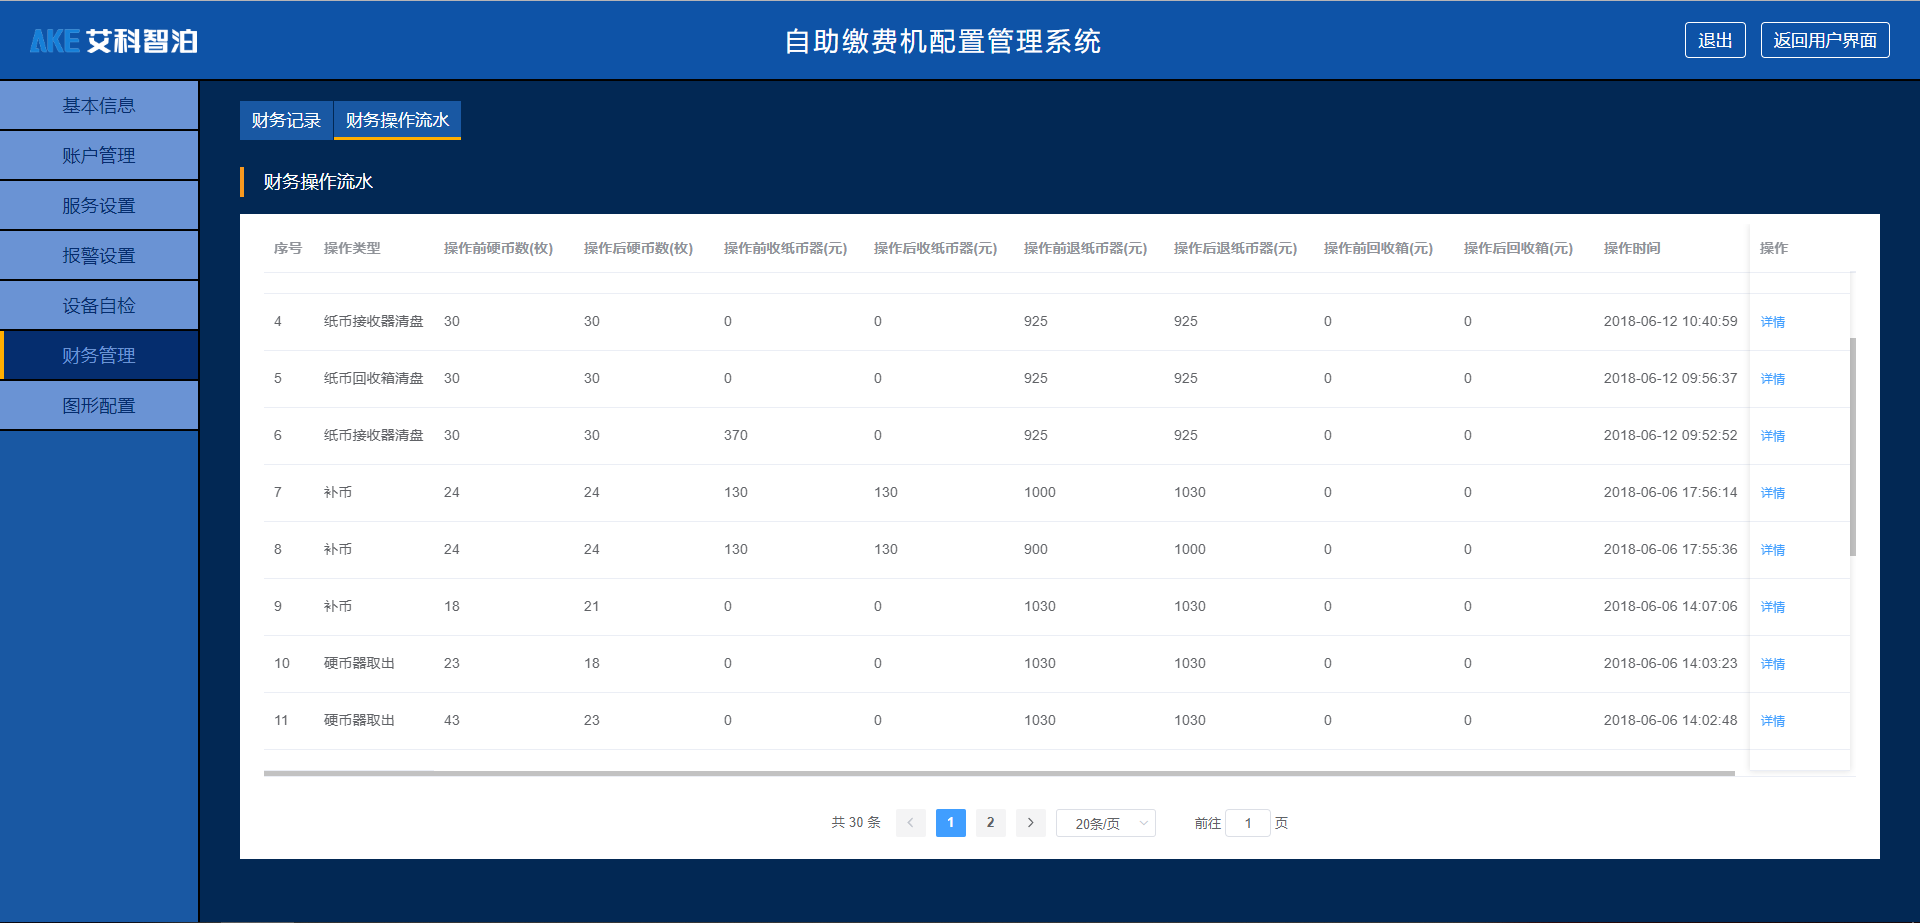 AKE 艾科智泊
自助缴费机配置管理系统
退出 返回用户界面
基本信息
账户管理
服务设置
报警设置
设备自检
财务管理
图形配置
财务记录 财务操作流水
财务操作流水
序号 操作类型 操作前硬币数(枚) 操作后硬币数(枚) 操作前收纸币器(元) 操作后收纸币器(元) 操作前退纸币器(元) 操作后退纸币器(元) 操作前回收箱(元) 操作后回收箱(元) 操作时间 操作
4 纸币接收器清盘 30 30 0 0 925 925 0 0 2018-06-12 10:40:59 详情
5 纸币回收箱清盘 30 30 0 0 925 925 0 0 2018-06-12 09:56:37 详情
6 纸币接收器清盘 30 30 370 0 925 925 0 0 2018-06-12 09:52:52 详情
7 补币 24 24 130 130 1000 1030 0 0 2018-06-06 17:56:14 详情
8 补币 24 24 130 130 900 1000 0 0 2018-06-06 17:55:36 详情
9 补币 18 21 0 0 1030 1030 0 0 2018-06-06 14:07:06 详情
10 硬币器取出 23 18 0 0 1030 1030 0 0 2018-06-06 14:03:23 详情
11 硬币器取出 43 23 0 0 1030 1030 0 0 2018-06-06 14:02:48 详情
共 30 条 1 2 20条/页 前往 1 页